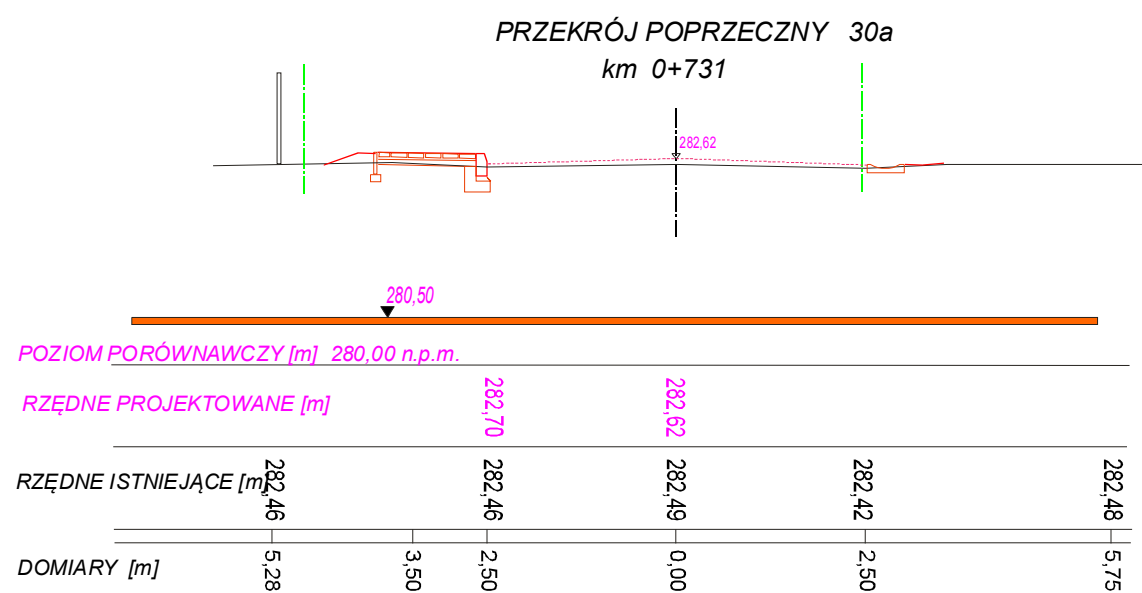 PRZEKRÓJ POPRZECZNY 30a
km 0+731
282,62
280,50
POZIOM PORÓWNAWCZY [m] 280,00 n.p.m.
RZĘDNE PROJEKTOWANE [m] 282,70 282,62
RZĘDNE ISTNIEJĄCE [m] 282,46 282,46 282,49 282,42 282,48
DOMIARY [m] 5,28 3,50 2,50 0,00 2,50 5,75